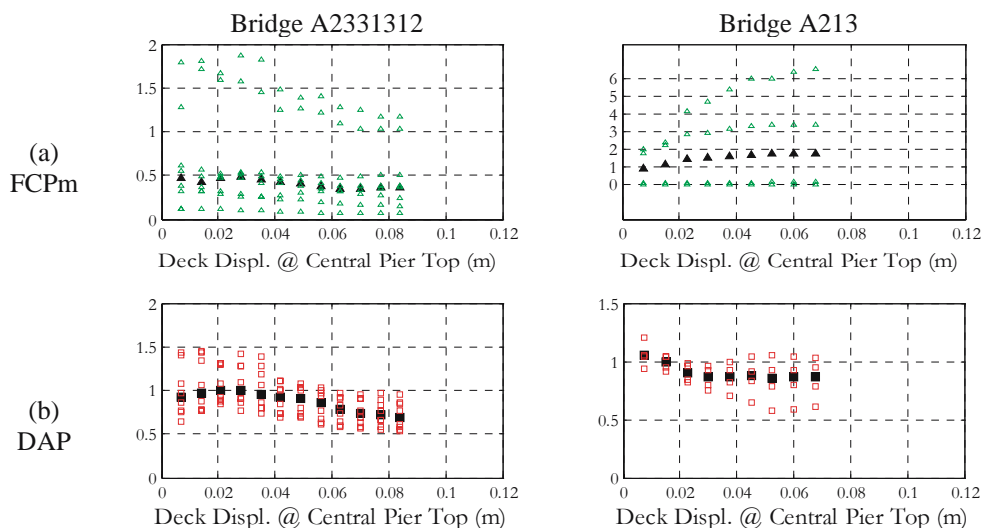 Bridge A2331312 Bridge A213
(a)
FCPm
2
1.5
1
0.5
0
0 0.02 0.04 0.06 0.08 0.1 0.12
Deck Displ. @ Central Pier Top (m)
6
5
4
3
2
1
0
0 0.02 0.04 0.06 0.08 0.1 0.12
Deck Displ. @ Central Pier Top (m)
(b)
DAP
2
1.5
1
0.5
0
0 0.02 0.04 0.06 0.08 0.1 0.12
Deck Displ. @ Central Pier Top (m)
1.5
1
0.5
0
0 0.02 0.04 0.06 0.08 0.1 0.12
Deck Displ. @ Central Pier Top (m)